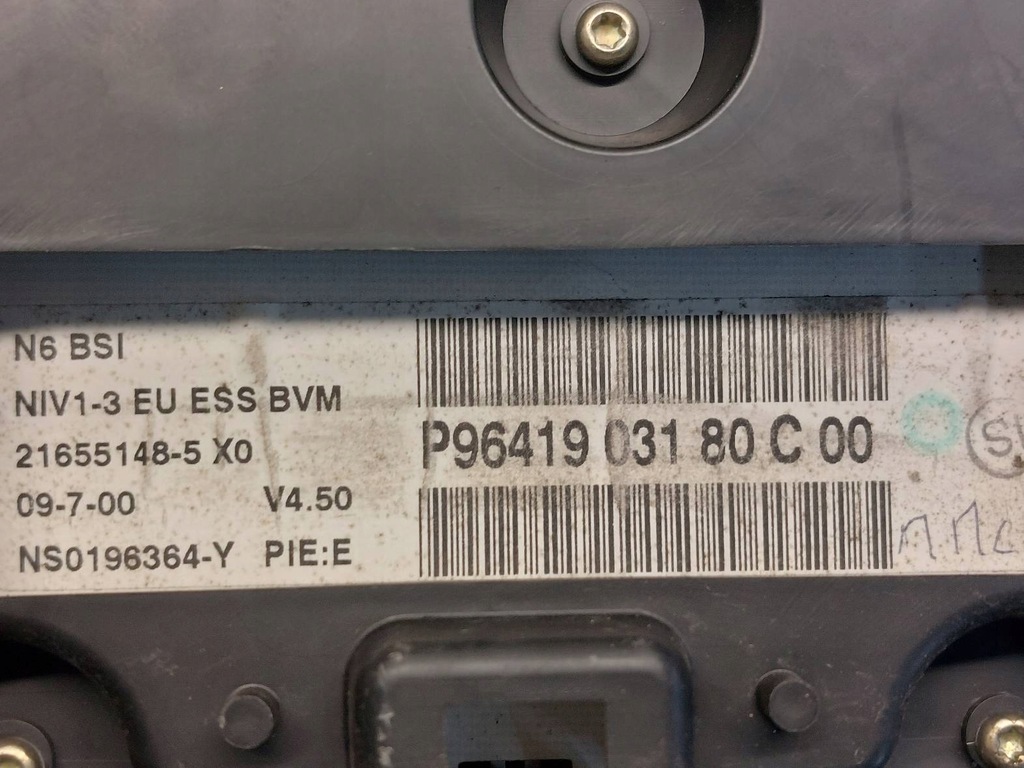 N6 BSI
NIV1-3 EU ESS BVM
21655148-5 X0
09-7-00 V4.50
NS0196364-Y PIE:E
P96419 031 80 C 00